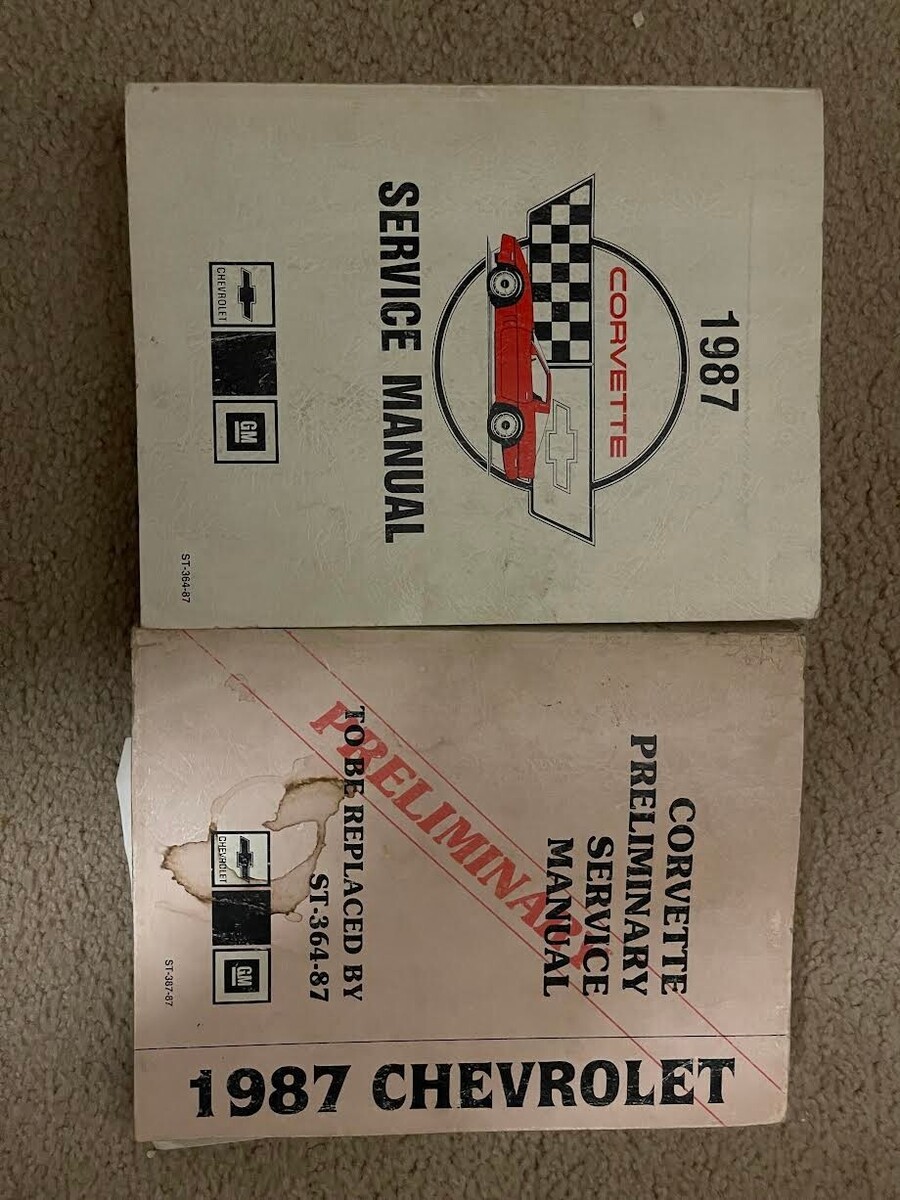 1987
CORVETTE
SERVICE MANUAL
CHEVROLET
GM
ST-364-87
CORVETTE
PRELIMINARY
SERVICE
MANUAL
PRELIMINARY
TO BE REPLACED BY
ST-364-87
CHEVROLET
GM
ST-387-87
1987 CHEVROLET